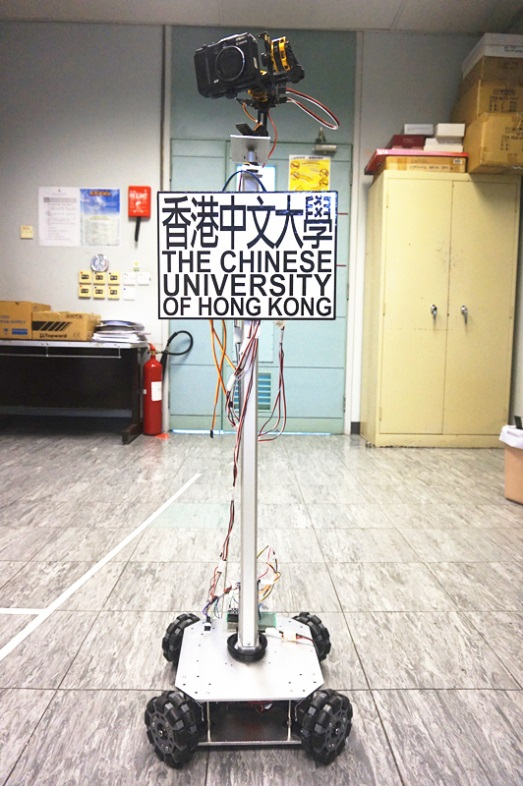 香港中文大學
THE CHINESE
UNIVERSITY
OF HONG KONG